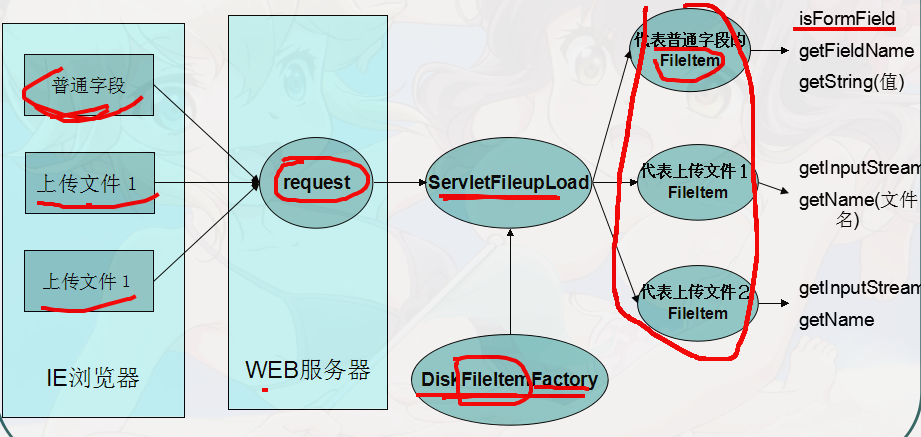 普通字段
上传文件 1
上传文件 1
IE浏览器
request
WEB服务器
ServletFileupLoad
DiskFileItemFactory
代表普通字段的
FileItem
代表上传文件 1
FileItem
代表上传文件 2
FileItem
isFormField
getFieldName
getString(值)
getInputStream
getName(文件
名)
getInputStream
getName